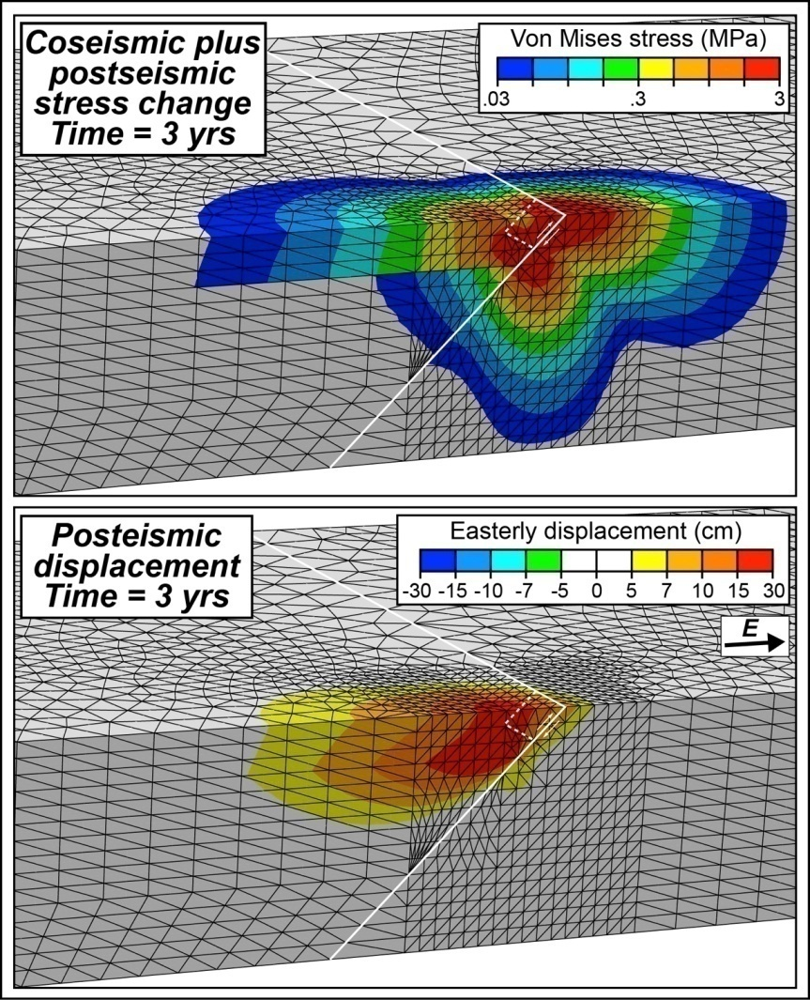 Coseismic plus
postseismic
stress change
Time = 3 yrs
Von Mises stress (MPa)
.03 .3 3
Posteismic
displacement
Time = 3 yrs
Easterly displacement (cm)
-30 -15 -10 -7 -5 0 5 7 10 15 30
E